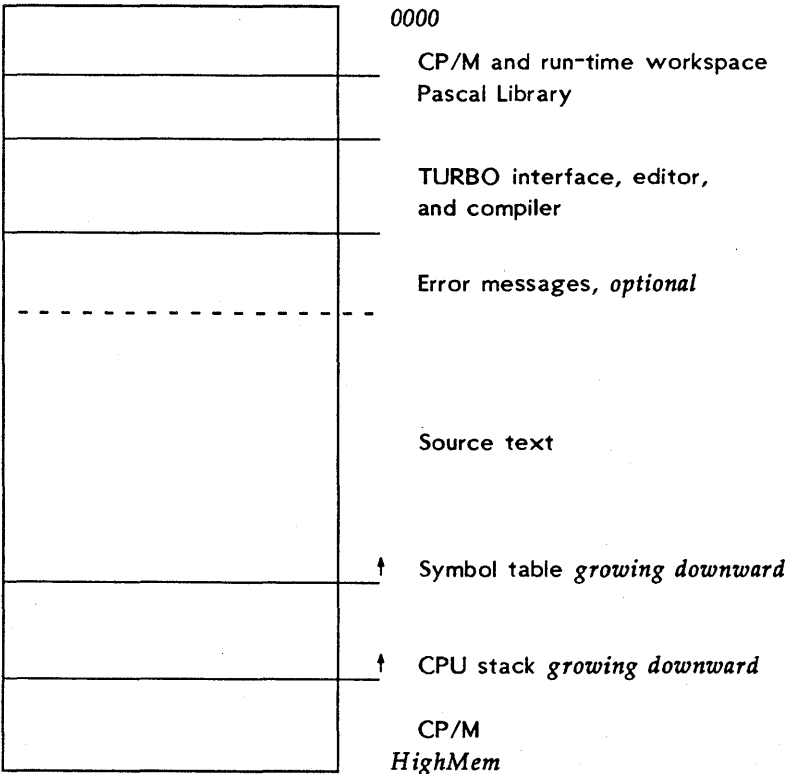 0000
CP/M and run-time workspace
Pascal Library
TURBO interface, editor,
and compiler
Error messages, optional
Source text
Symbol table growing downward
CPU stack growing downward
CP/M
HighMem